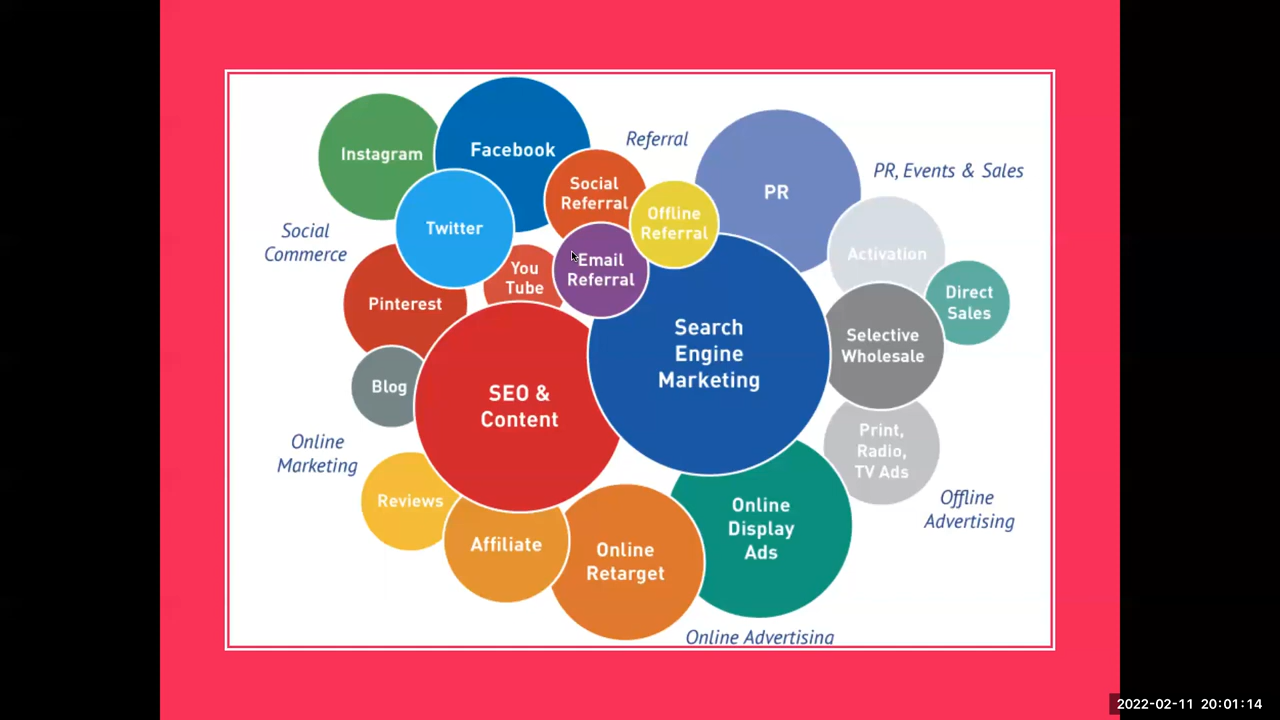 Instagram
Facebook
Referral
PR
PR, Events & Sales
Social
Referral
Offline
Referral
Twitter
Social
Commerce
Activation
You
Tube
Email
Referral
Pinterest
Direct
Sales
Search
Engine
Marketing
Selective
Wholesale
Blog
SEO &
Content
Online
Marketing
Print,
Radio,
TV Ads
Reviews
Offline
Advertising
Affiliate
Online
Retarget
Online
Display
Ads
Online Advertising
2022-02-11 20:01:14